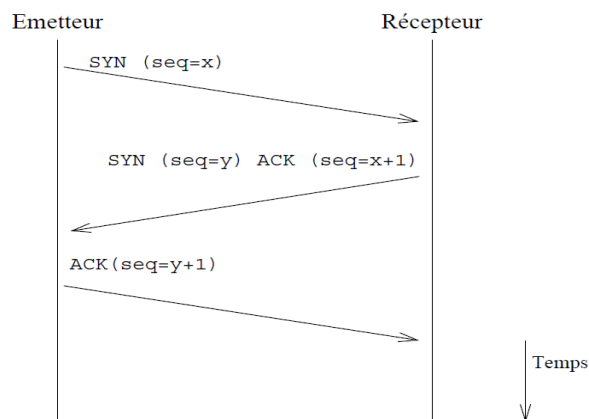 Emetteur
Récepteur
SYN (seq=x)
SYN (seq=y) ACK (seq=x+1)
ACK(seq=y+1)
Temps